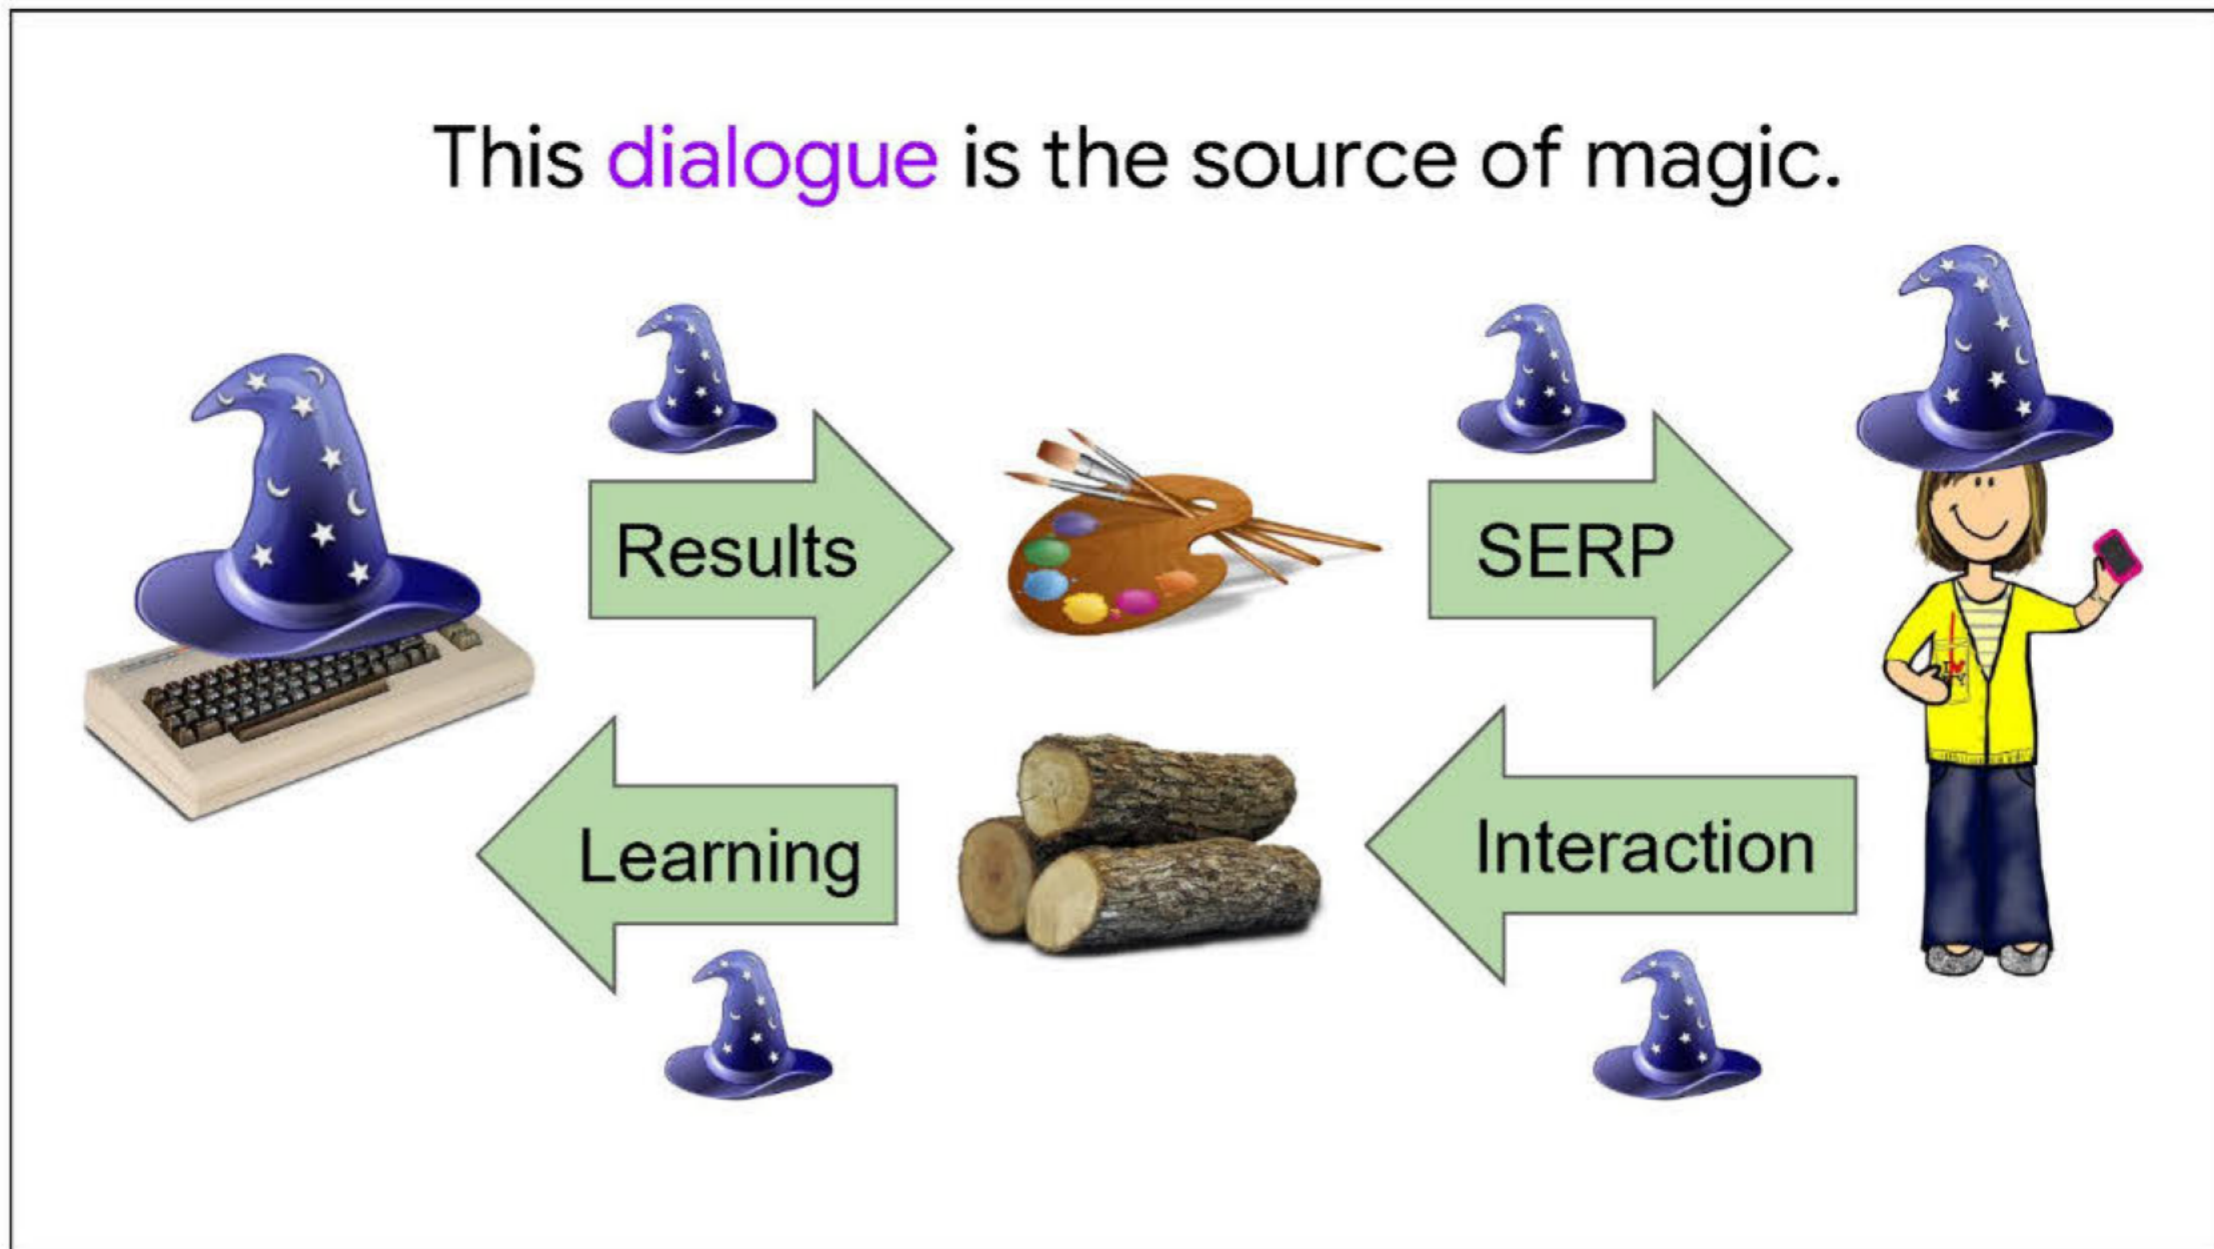 This dialogue is the source of magic.
Results
SERP
Learning
Interaction